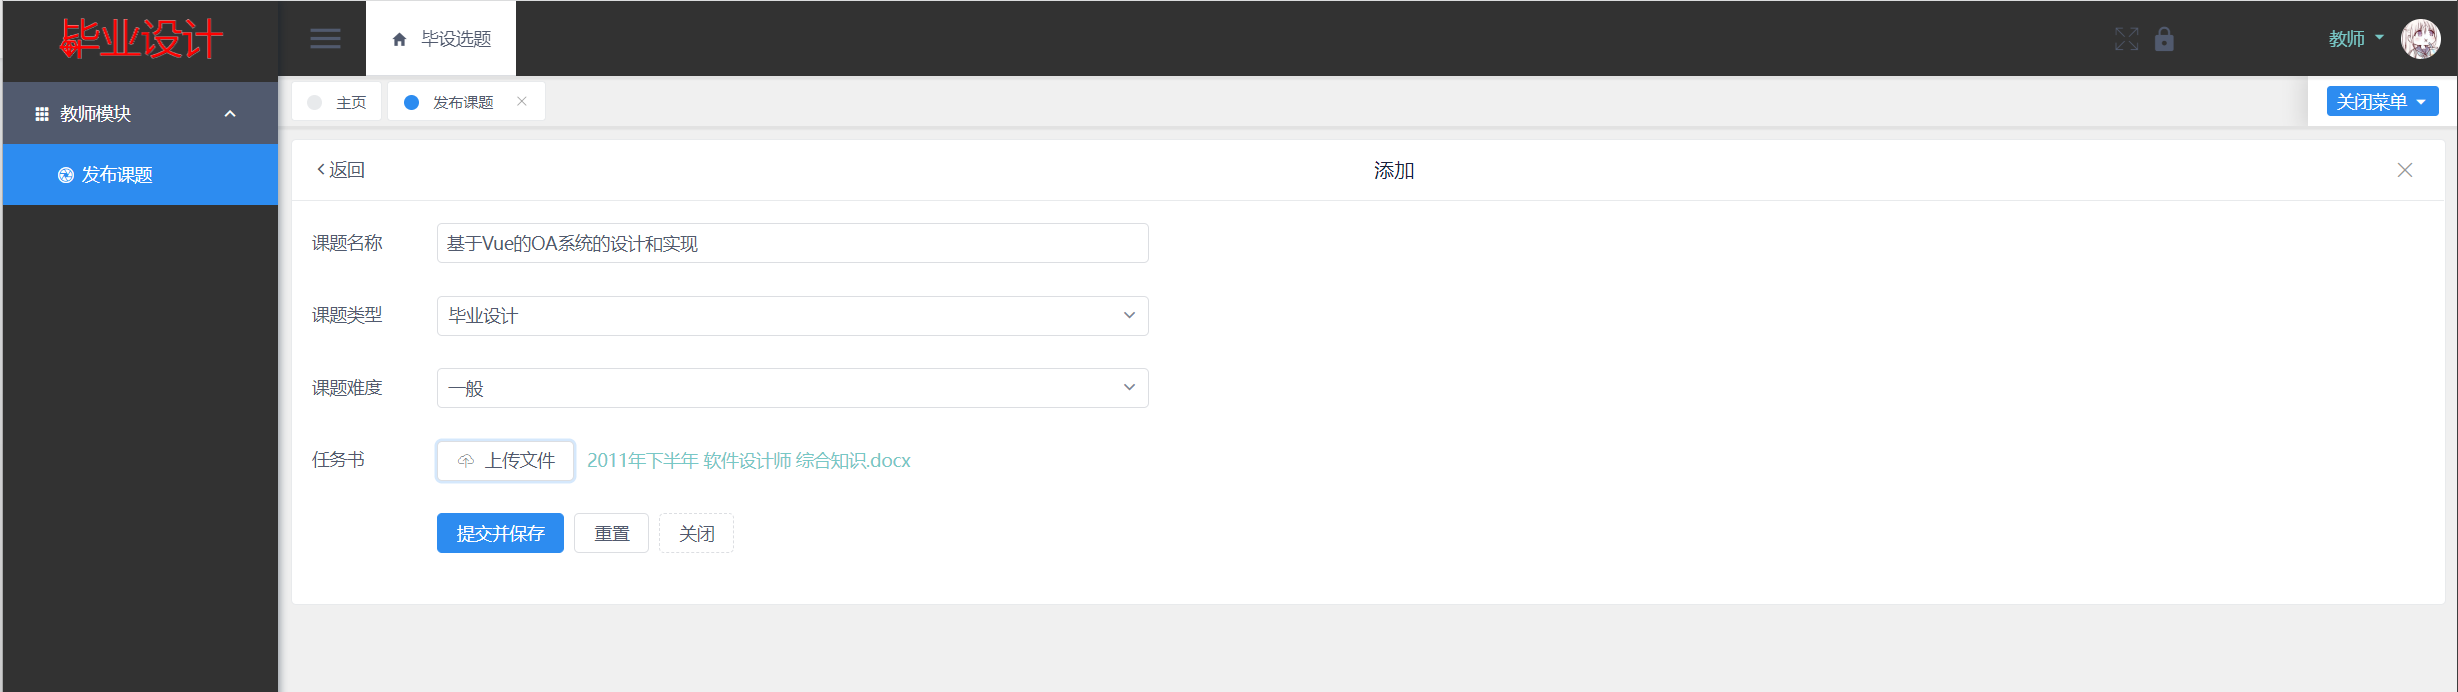 毕业设计
毕设选题
教师
教师模块
发布课题
主页
发布课题
关闭菜单
返回
添加
课题名称
基于Vue的OA系统的设计和实现
课题类型
毕业设计
课题难度
一般
任务书
上传文件
2011年下半年 软件设计师 综合知识.docx
提交并保存
重置
关闭